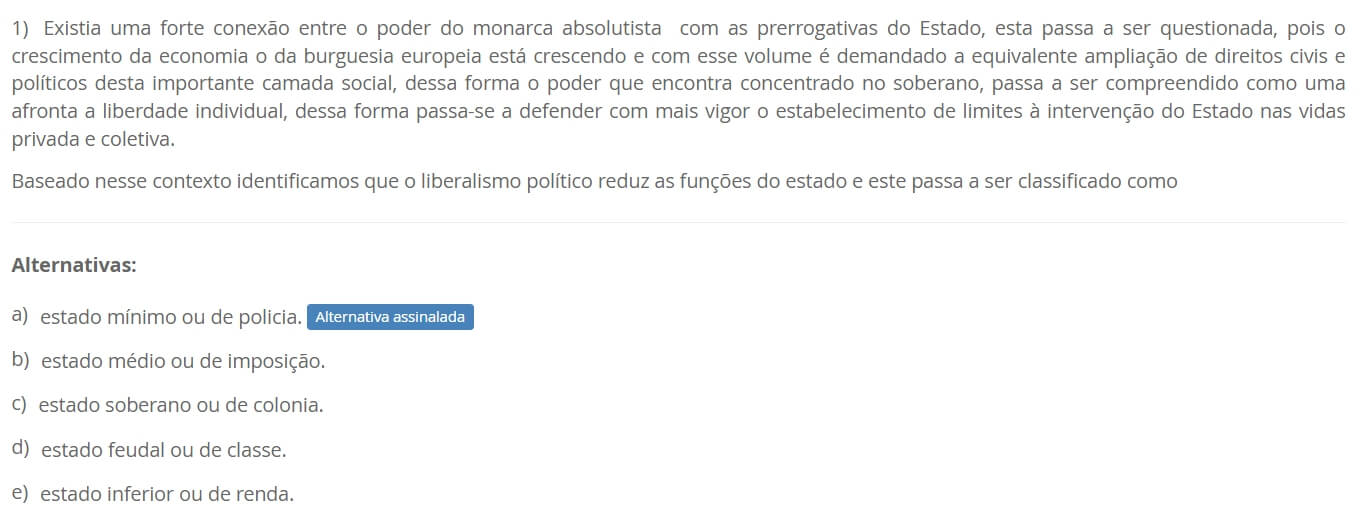 1) Existia uma forte conexão entre o poder do monarca absolutista com as prerrogativas do Estado, esta passa a ser questionada, pois o
crescimento da economia o da burguesia europeia está crescendo e com esse volume é demandado a equivalente ampliação de direitos civis e
políticos desta importante camada social, dessa forma o poder que encontra concentrado no soberano, passa a ser compreendido como uma
afronta a liberdade individual, dessa forma passa-se a defender com mais vigor o estabelecimento de limites à intervenção do Estado nas vidas
privada e coletiva.
Baseado nesse contexto identificamos que o liberalismo político reduz as funções do estado e este passa a ser classificado como
Alternativas:
a) estado mínimo ou de policia. Alternativa assinalada
b) estado médio ou de imposição.
c) estado soberano ou de colonia.
d) estado feudal ou de classe.
e) estado inferior ou de renda.